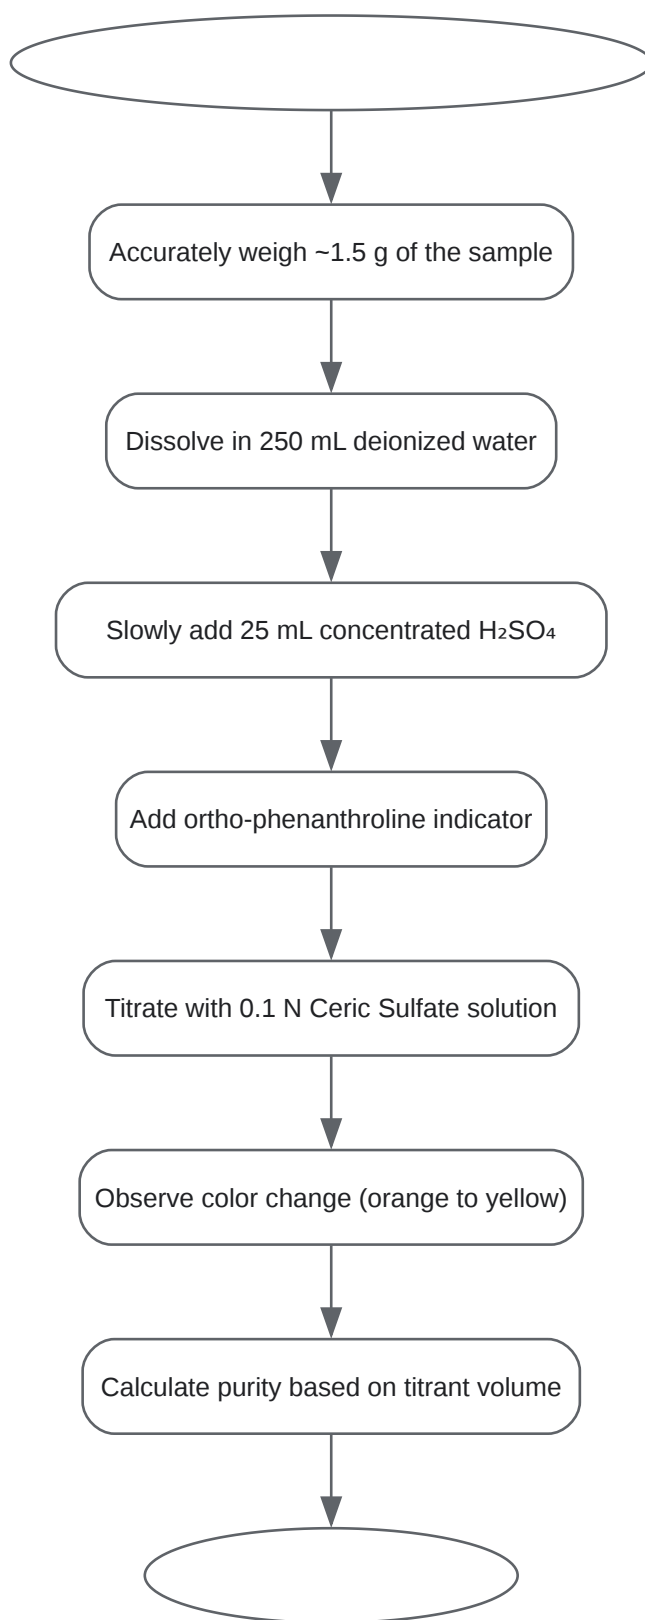 Accurately weigh ~1.5 g of the sample
Dissolve in 250 mL deionized water
Slowly add 25 mL concentrated H₂SO₄
Add ortho-phenanthroline indicator
Titrate with 0.1 N Ceric Sulfate solution
Observe color change (orange to yellow)
Calculate purity based on titrant volume